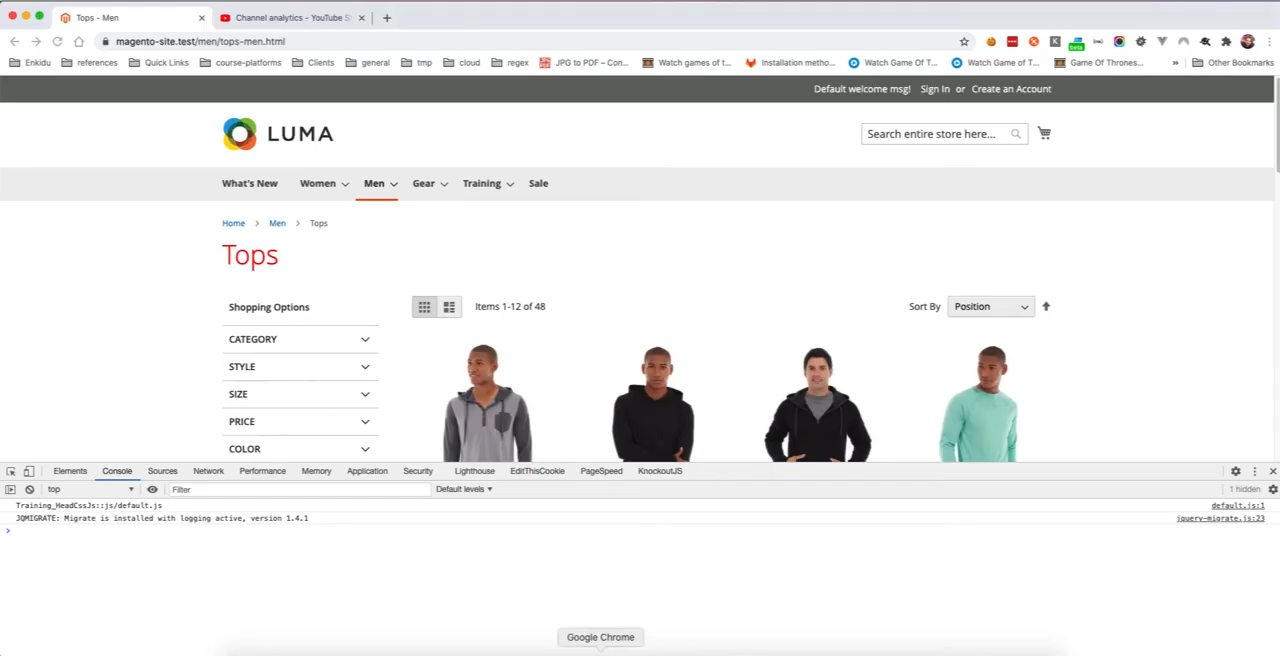 Tops - Men
Channel analytics - YouTube S
magento-site.test/men/tops-men.html
beta
Enkidu references Quick Links course-platforms Clients general tmp cloud regex JPG to PDF – Con... Watch games of t... Installation metho... Watch Game Of T... Watch Game of T... Game Of Thrones... » Other Bookmarks
Default welcome msg! Sign In or Create an Account
LUMA
Search entire store here...
What's New Women Men Gear Training Sale
Home > Men > Tops
Tops
Shopping Options
Items 1-12 of 48
Sort By Position
CATEGORY
STYLE
SIZE
PRICE
COLOR
Elements Console Sources Network Performance Memory Application Security Lighthouse EditThisCookie PageSpeed KnockoutJS
top Filter Default levels 1 hidden
Training_HeadCssJs::js/default.js default.js:1
JQMIGRATE: Migrate is installed with logging active, version 1.4.1 jquery-migrate.js:23
>
Google Chrome